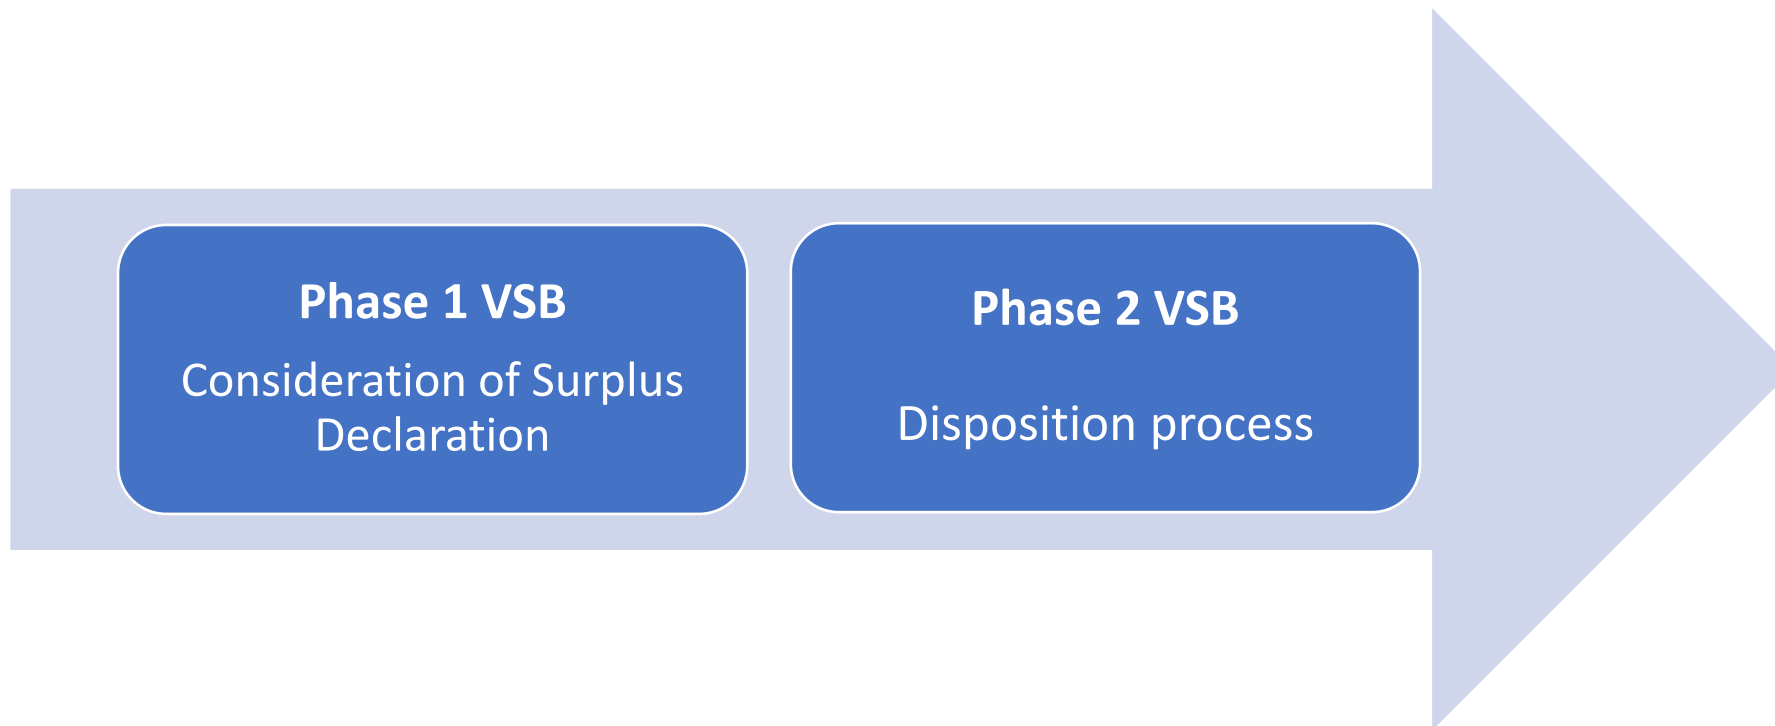 Phase 1 VSB
Consideration of Surplus
Declaration
Phase 2 VSB
Disposition process